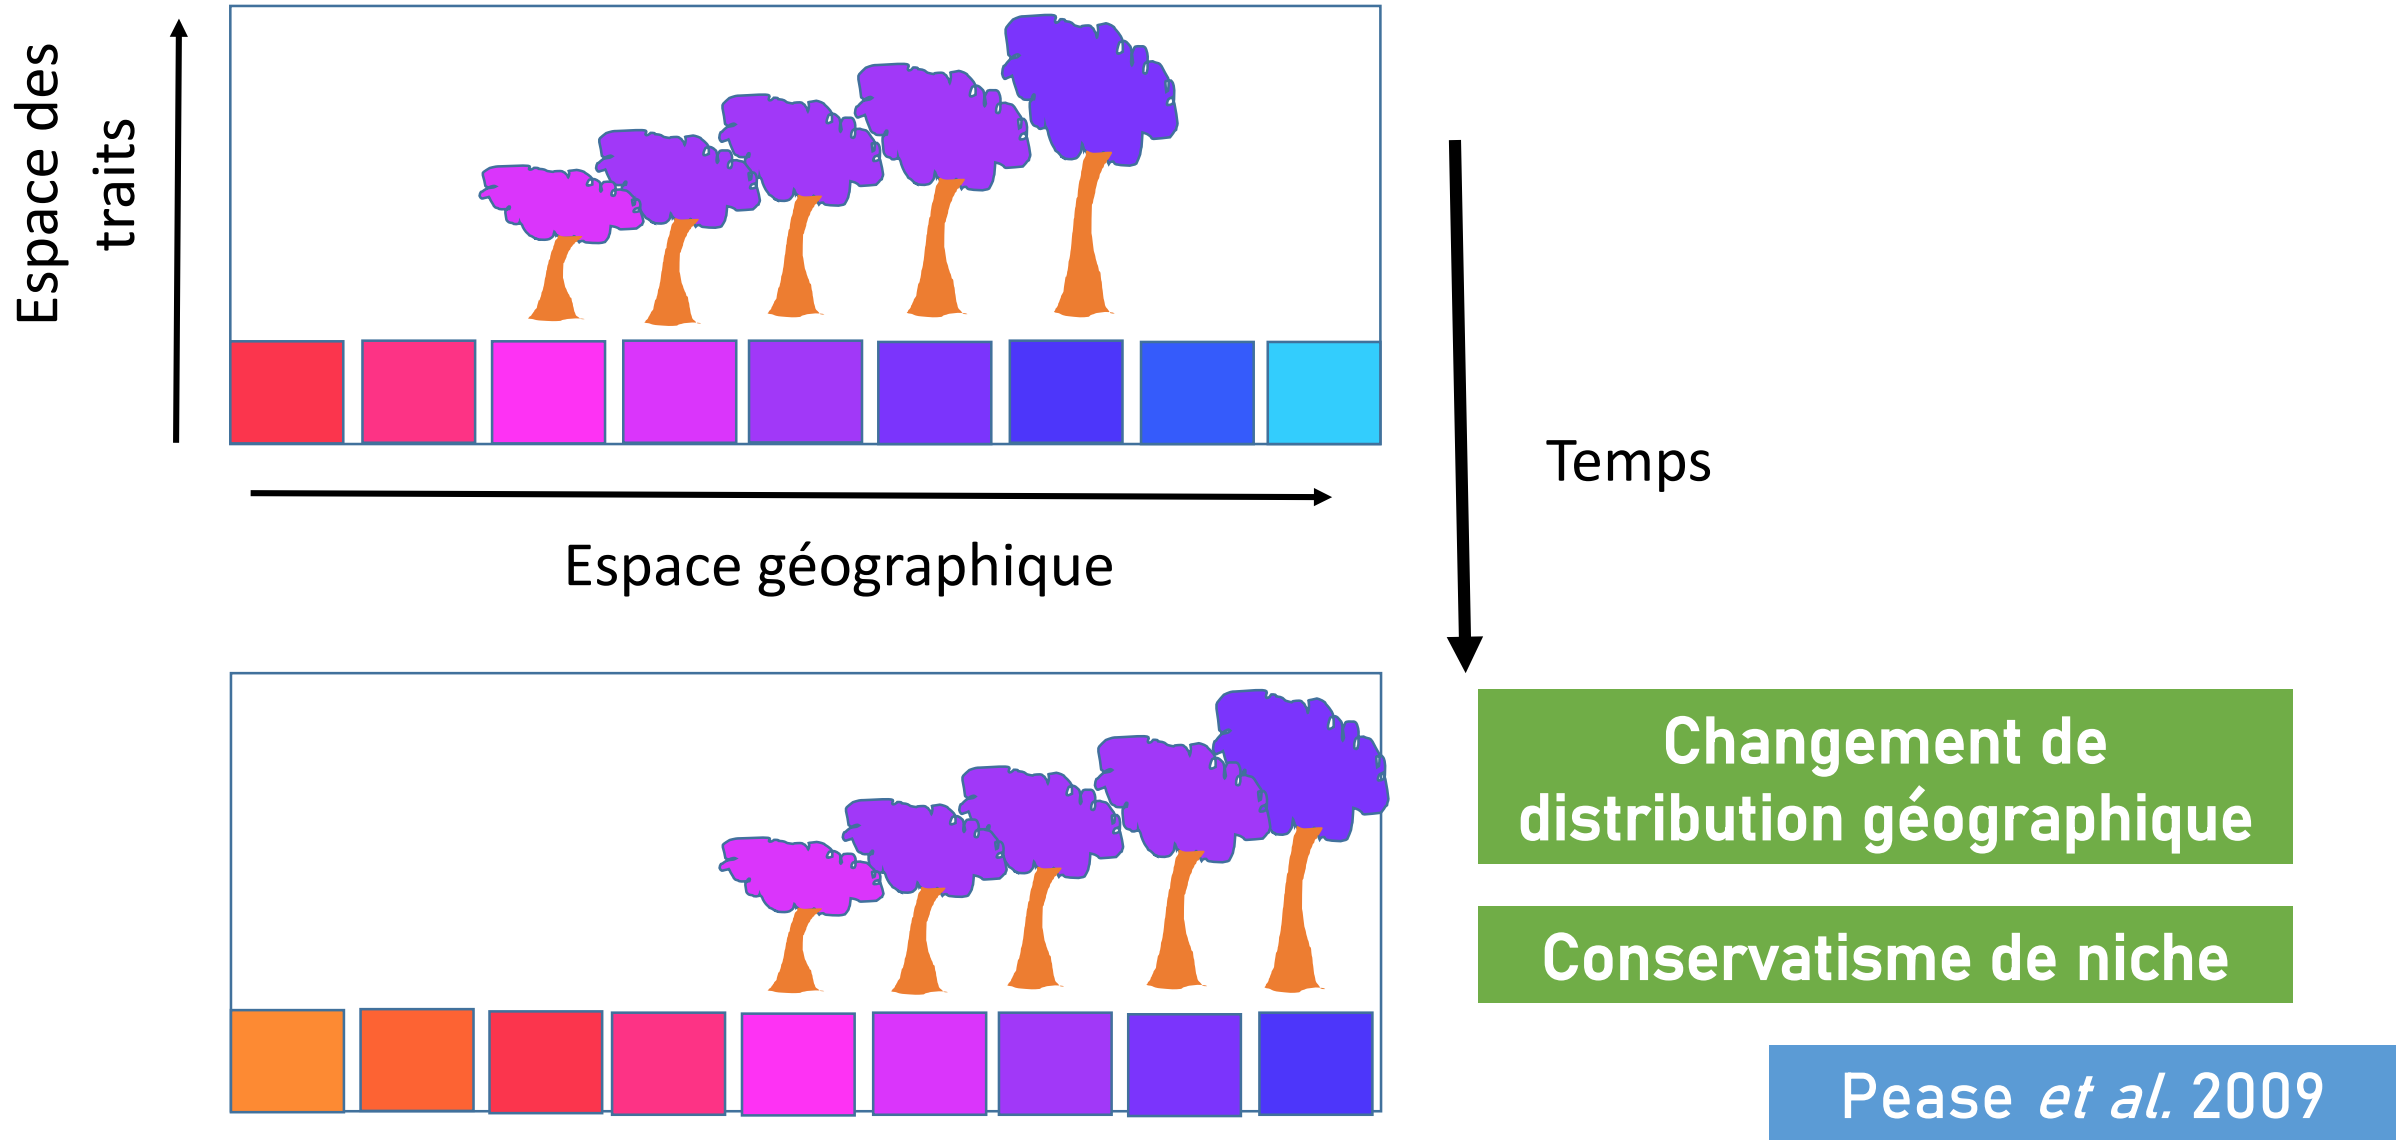 Espace des
traits
Espace géographique
Temps
Changement de
distribution géographique
Conservatisme de niche
Pease et al. 2009